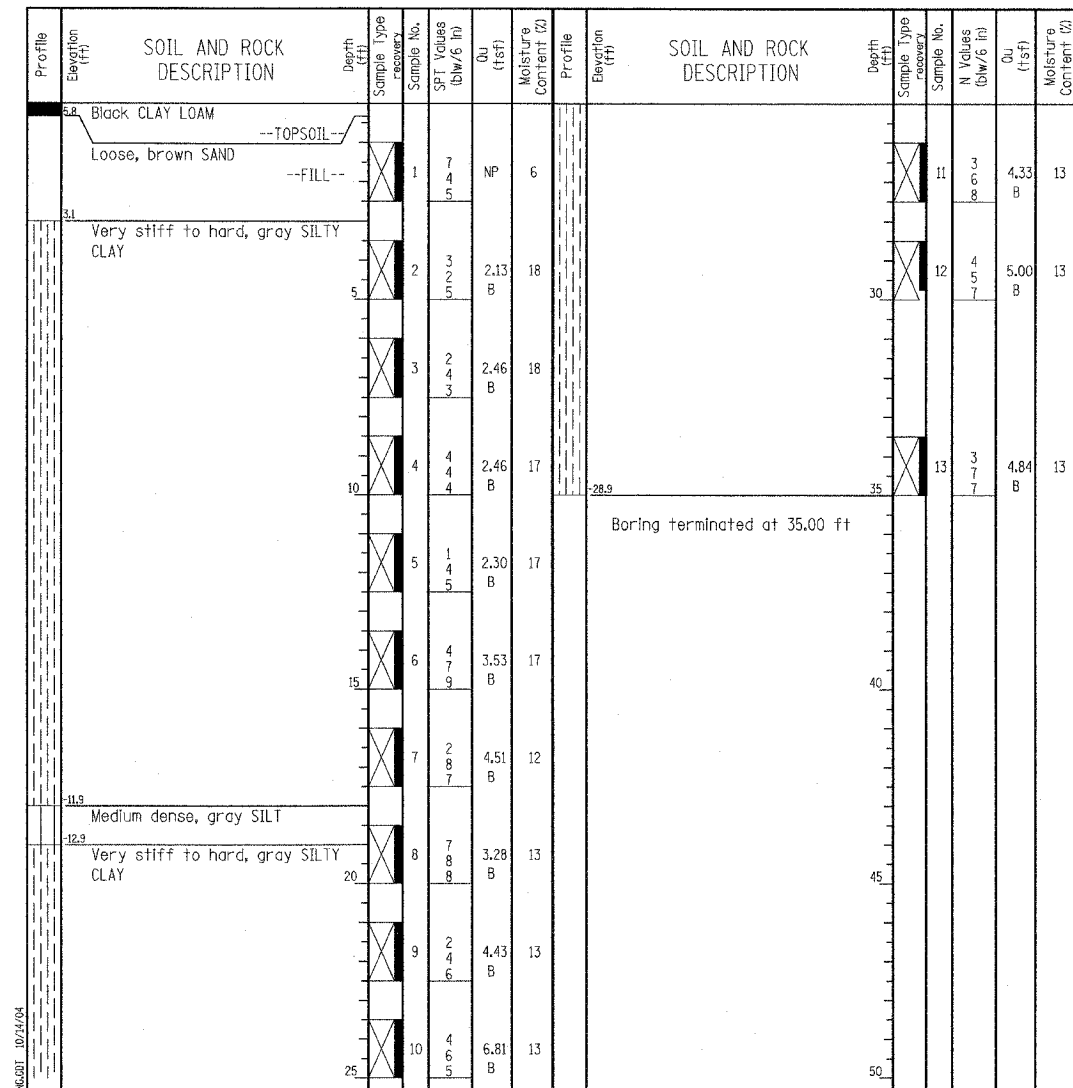 Profile
Elevation (ft)
SOIL AND ROCK
DESCRIPTION
Depth (ft)
Sample Type
recovery
Sample No.
SPT Values
(blw/6 in)
Qu
(tsf)
Moisture
Content (%)
Profile
Elevation (ft)
SOIL AND ROCK
DESCRIPTION
Depth (ft)
Sample Type
recovery
Sample No.
N Values
(blw/6 in)
Qu
(tsf)
Moisture
Content (%)
5.8 Black CLAY LOAM
--TOPSOIL--
Loose, brown SAND
--FILL--
1 7 4 5 NP 6
3.1
Very stiff to hard, gray SILTY
CLAY
2 3 2 5 2.13 B 18
5
3 2 4 3 2.46 B 18
4 4 4 4 2.46 B 17
10
5 1 4 5 2.30 B 17
6 4 7 9 3.53 B 17
15
7 2 8 7 4.51 B 12
-11.9
Medium dense, gray SILT
-12.9
Very stiff to hard, gray SILTY
CLAY
8 7 8 8 3.28 B 13
20
9 2 4 6 4.43 B 13
10 4 6 5 6.81 B 13
25
11 3 6 8 4.33 B 13
12 4 5 7 5.00 B 13
30
13 3 7 7 4.84 B 13
-28.9
35
Boring terminated at 35.00 ft
40
45
50
NG.GDT 10/14/04